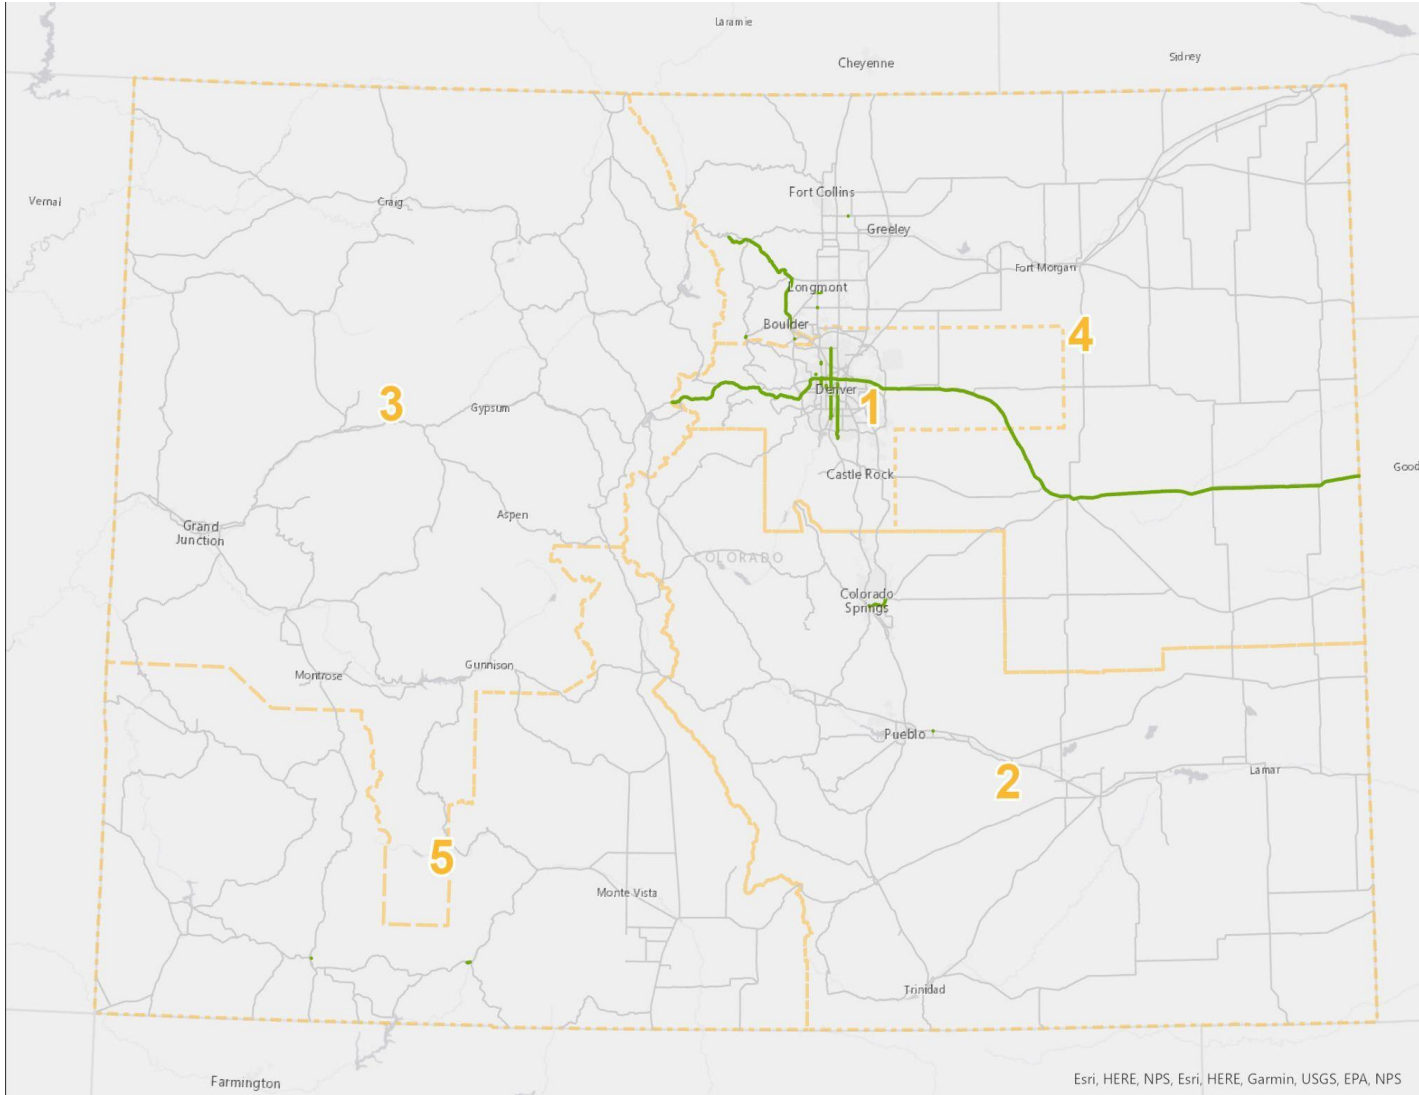 Laramie
Cheyenne
Sidney
Vernal
Craig
Fort Collins
Greeley
Fort Morgan
Longmont
Boulder
4
Denver
1
3
Gypsum
Castle Rock
Good
Aspen
Grand
Junction
COLORADO
Colorado
Springs
Gunnison
Montrose
Pueblo
2
Lamar
5
Monte Vista
Trinidad
Farmington
Esri, HERE, NPS, Esri, HERE, Garmin, USGS, EPA, NPS